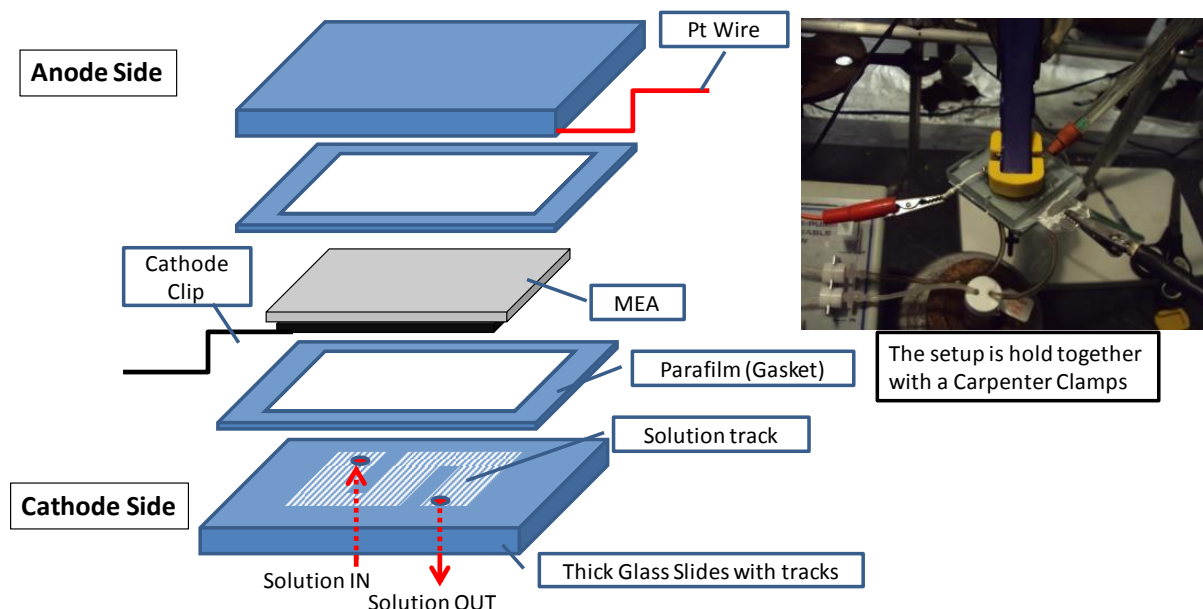 Pt Wire
Anode Side
Cathode
Clip
MEA
Parafilm (Gasket)
The setup is hold together
with a Carpenter Clamps
Solution track
Cathode Side
Thick Glass Slides with tracks
Solution IN
Solution OUT